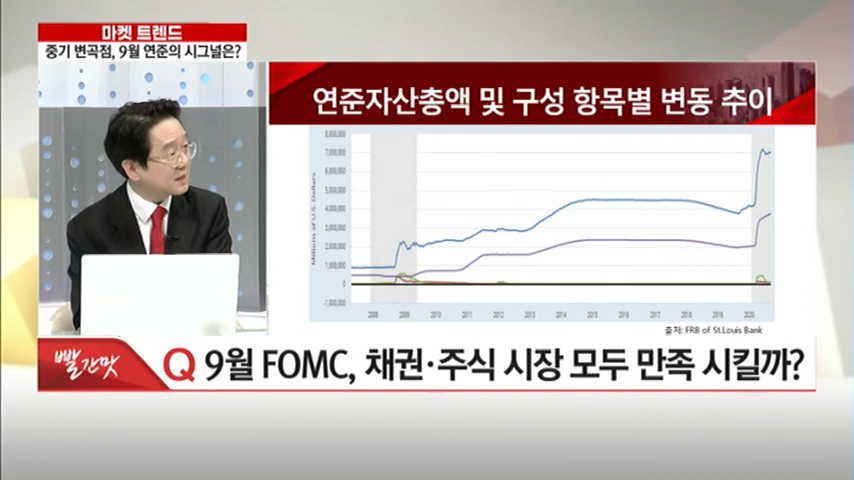 마켓 트렌드
중기 변곡점, 9월 연준의 시그널은?
연준자산총액 및 구성 항목별 변동 추이
Millions of U.S. Dollars
8,000,000
7,000,000
6,000,000
5,000,000
4,000,000
3,000,000
2,000,000
1,000,000
0
-1,000,000
2008 2009 2010 2011 2012 2013 2014 2015 2016 2017 2018 2019 2020
출처: FRB of St.Louis Bank
빨간맛
Q 9월 FOMC, 채권·주식 시장 모두 만족 시킬까?